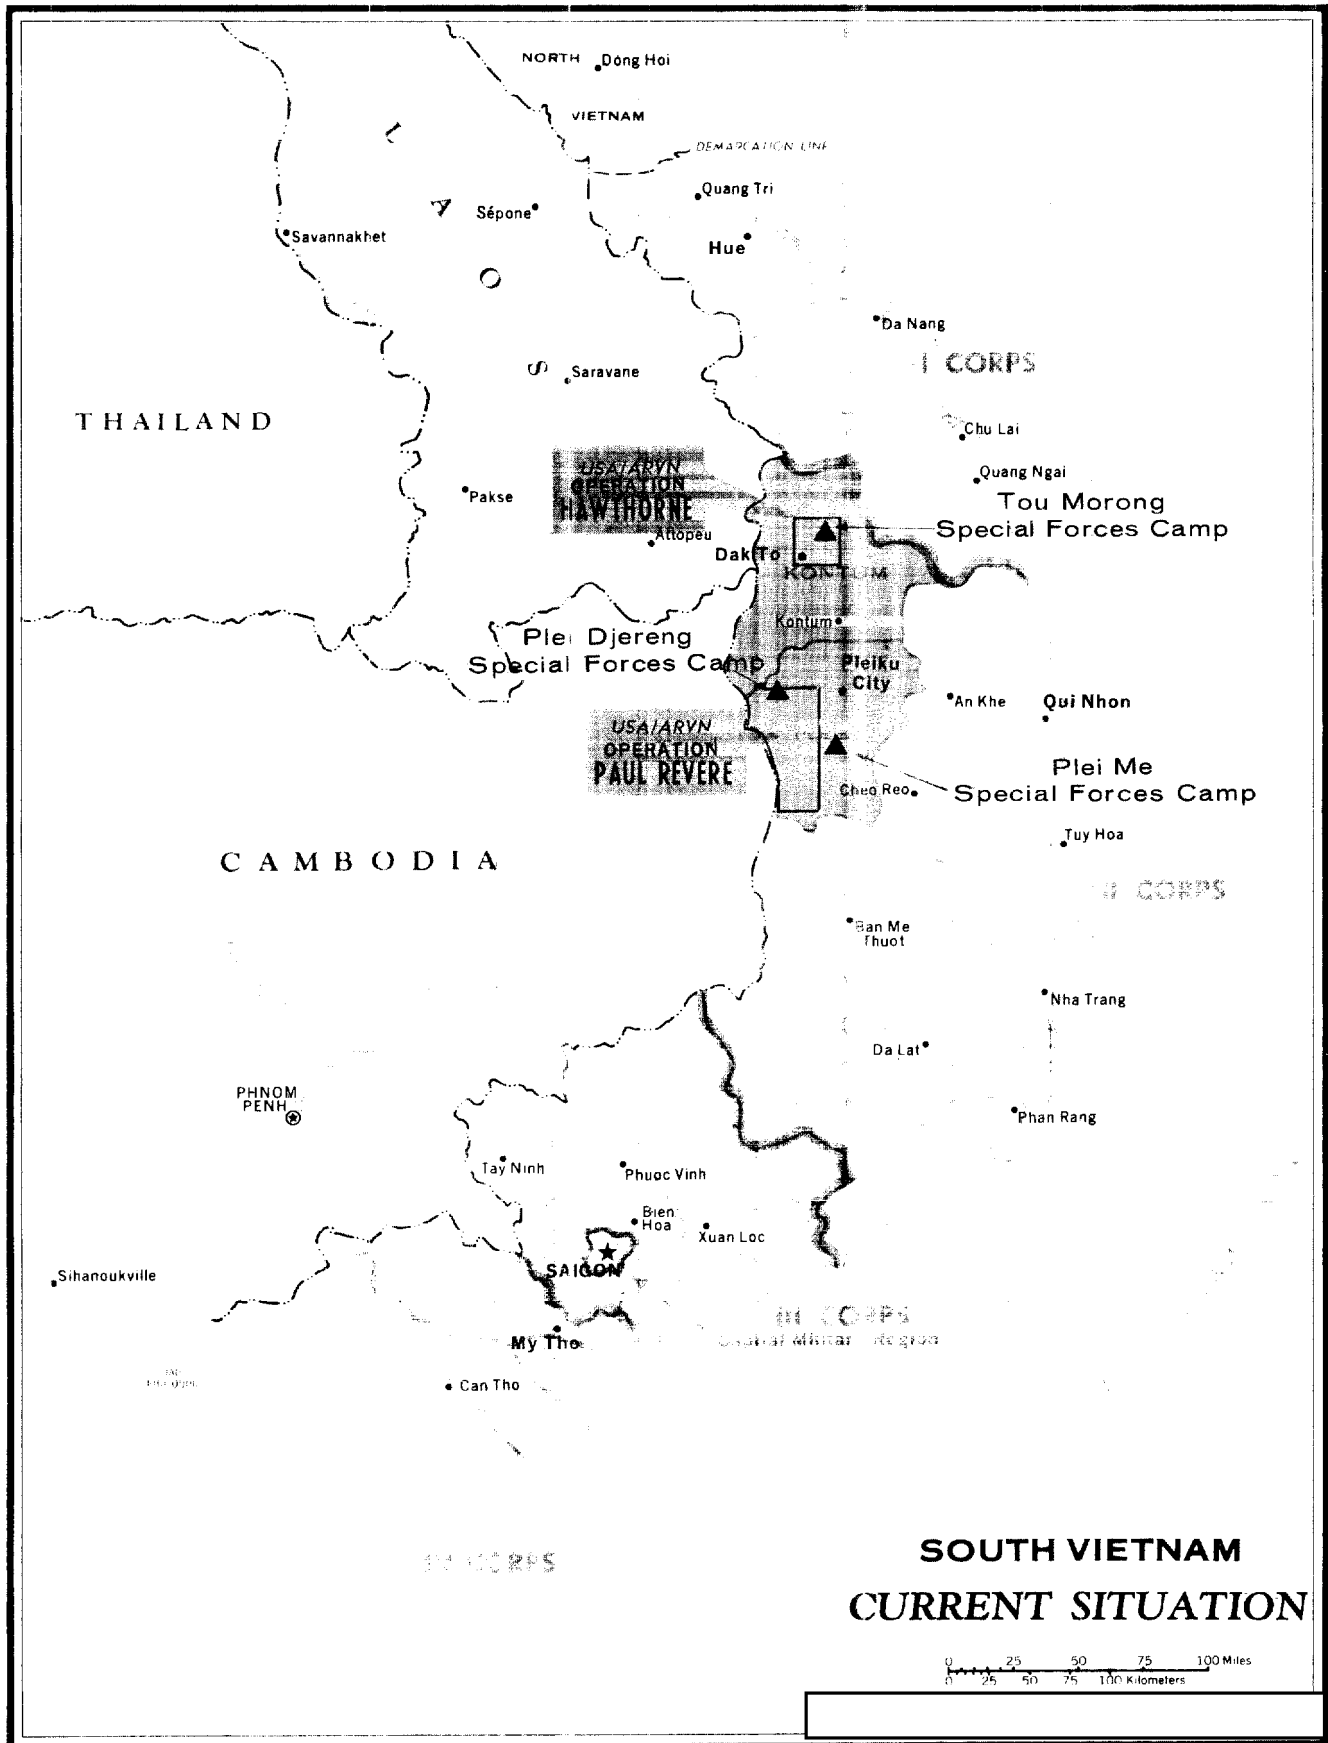 NORTH
Dong Hoi
VIETNAM
DEMARCATION LINE
L
A
O
S
Quang Tri
Sépone
Savannakhet
Hue
Da Nang
I CORPS
Saravane
THAILAND
Chu Lai
USA/ARVN
OPERATION
HAWTHORNE
Quang Ngai
Pakse
Tou Morong
Special Forces Camp
Attopeu
Dak To
KONTUM
Kontum
Plei Djereng
Special Forces Camp
Pleiku
City
An Khe
Qui Nhon
USA/ARVN
OPERATION
PAUL REVERE
Plei Me
Special Forces Camp
Cheo Reo
Tuy Hoa
CAMBODIA
II CORPS
Ban Me
Thuot
Nha Trang
Da Lat
PHNOM
PENH
Phan Rang
Tay Ninh
Phuoc Vinh
Bien
Hoa
Xuan Loc
Sihanoukville
SAIGON
III CORPS
Capital Militar Region
My Tho
Can Tho
IV CORPS
SOUTH VIETNAM
CURRENT SITUATION
0 25 50 75 100 Miles
0 25 50 75 100 Kilometers